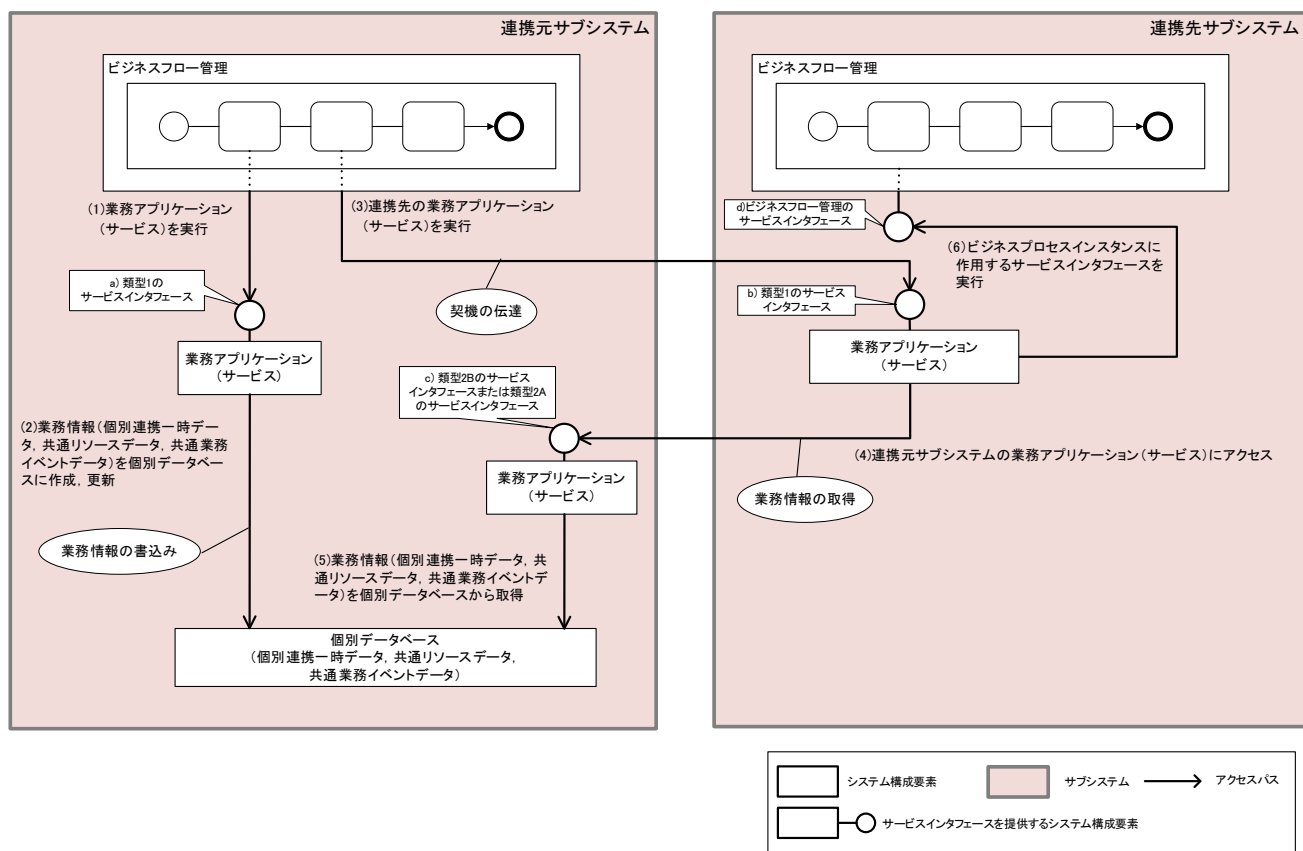 連携元サブシステム
ビジネスフロー管理
(1)業務アプリケーション
(サービス)を実行
(3)連携先の業務アプリケーション
(サービス)を実行
a) 類型1の
サービスインタフェース
契機の伝達
業務アプリケーション
(サービス)
c) 類型2Bのサービス
インタフェースまたは類型2A
のサービスインタフェース
(2)業務情報(個別連携一時デー
タ, 共通リソースデータ, 共通業務
イベントデータ)を個別データベー
スに作成, 更新
業務アプリケーション
(サービス)
業務情報の書込み
(5)業務情報(個別連携一時データ, 共
通リソースデータ, 共通業務イベントデ
ータ)を個別データベースから取得
個別データベース
(個別連携一時データ, 共通リソースデータ,
共通業務イベントデータ)
連携先サブシステム
ビジネスフロー管理
d)ビジネスフロー管理の
サービスインタフェース
(6)ビジネスプロセスインスタンスに
作用するサービスインタフェースを
実行
b) 類型1のサービス
インタフェース
業務アプリケーション
(サービス)
(4)連携元サブシステムの業務アプリケーション(サービス)にアクセス
業務情報の取得
システム構成要素
サブシステム
アクセスパス
サービスインタフェースを提供するシステム構成要素